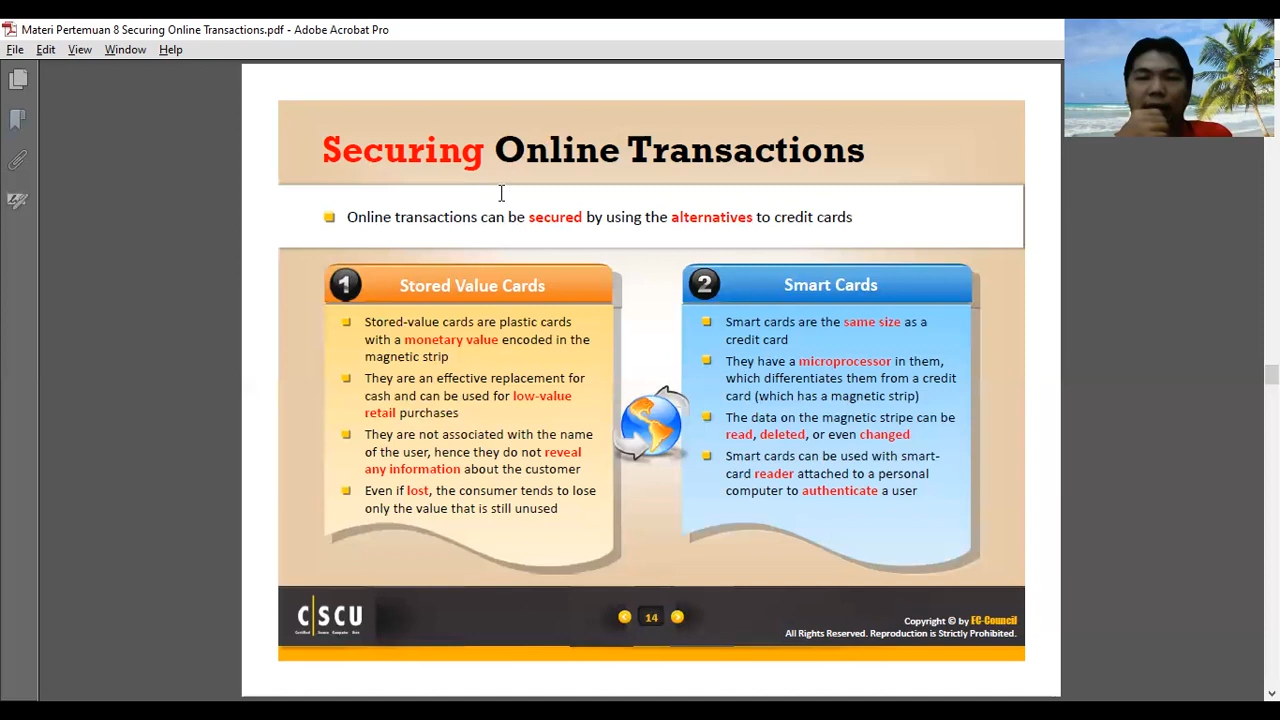 Materi Pertemuan 8 Securing Online Transactions.pdf - Adobe Acrobat Pro
File Edit View Window Help
Securing Online Transactions
Online transactions can be secured by using the alternatives to credit cards
1 Stored Value Cards
Stored-value cards are plastic cards
with a monetary value encoded in the
magnetic strip
They are an effective replacement for
cash and can be used for low-value
retail purchases
They are not associated with the name
of the user, hence they do not reveal
any information about the customer
Even if lost, the consumer tends to lose
only the value that is still unused
2 Smart Cards
Smart cards are the same size as a
credit card
They have a microprocessor in them,
which differentiates them from a credit
card (which has a magnetic strip)
The data on the magnetic stripe can be
read, deleted, or even changed
Smart cards can be used with smart-
card reader attached to a personal
computer to authenticate a user
CSCU
Certified Secure Computer User
14
Copyright © by EC-Council
All Rights Reserved. Reproduction is Strictly Prohibited.